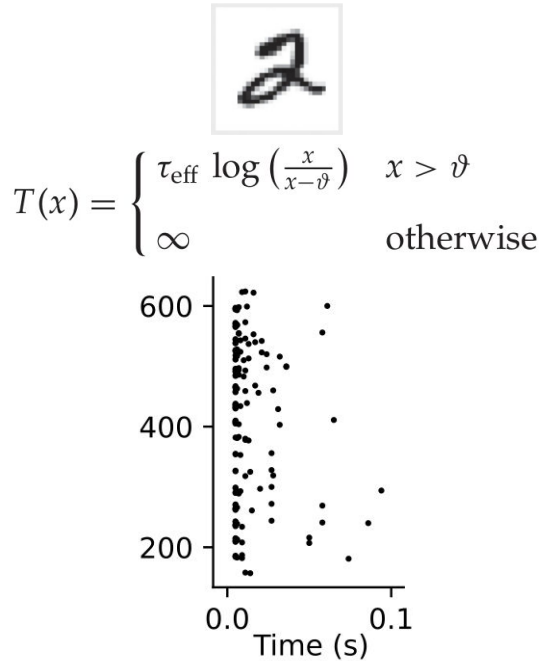 2
T(x) = { τ_eff log (x / (x − ϑ)) x > ϑ
∞ otherwise
600
400
200
0.0 0.1
Time (s)